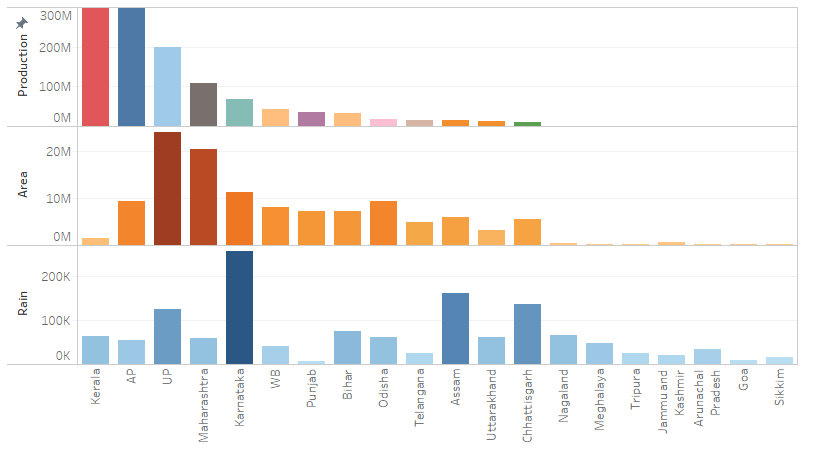 Production
300M
200M
100M
0M
Area
20M
10M
0M
Rain
200K
100K
0K
Kerala
AP
UP
Maharashtra
Karnataka
WB
Punjab
Bihar
Odisha
Telangana
Assam
Uttarakhand
Chhattisgarh
Nagaland
Meghalaya
Tripura
Jammu and
Kashmir
Arunachal
Pradesh
Goa
Sikkim